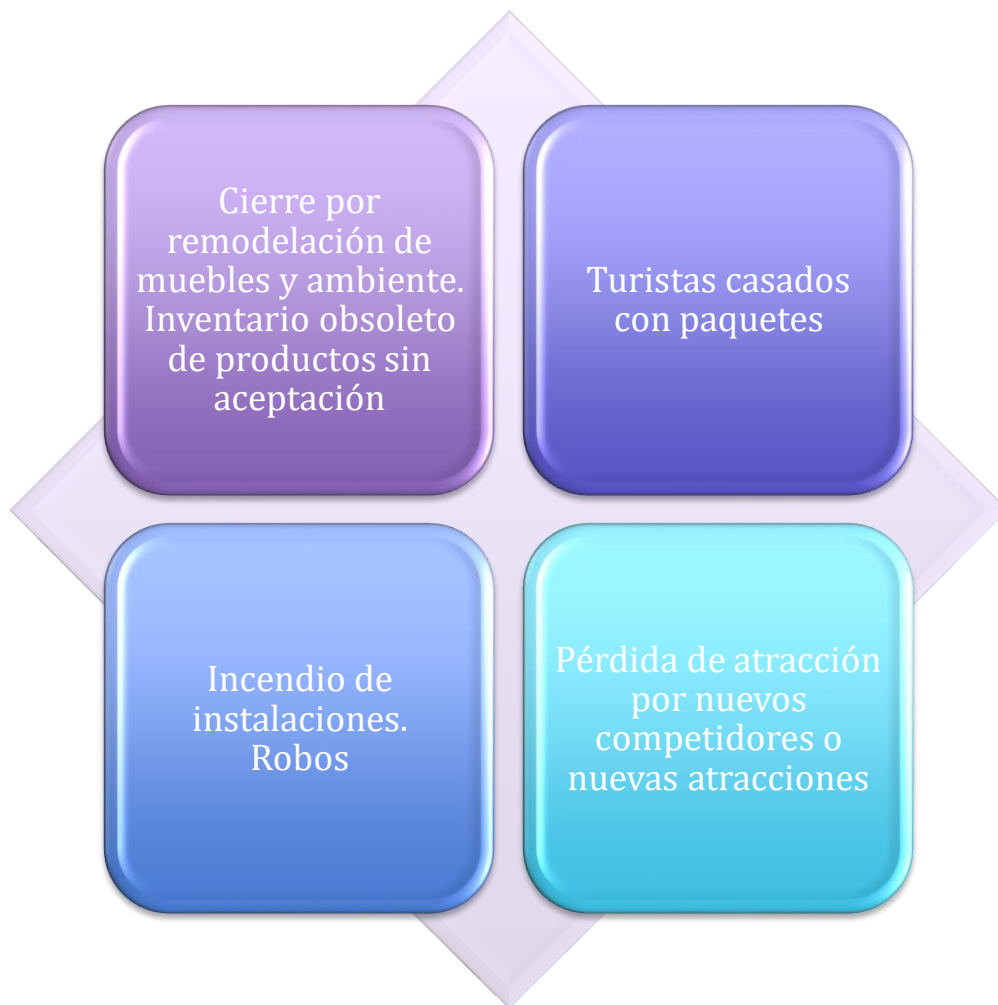 Cierre por
remodelación de
muebles y ambiente.
Inventario obsoleto
de productos sin
aceptación
Turistas casados
con paquetes
Incendio de
instalaciones.
Robos
Pérdida de atracción
por nuevos
competidores o
nuevas atracciones